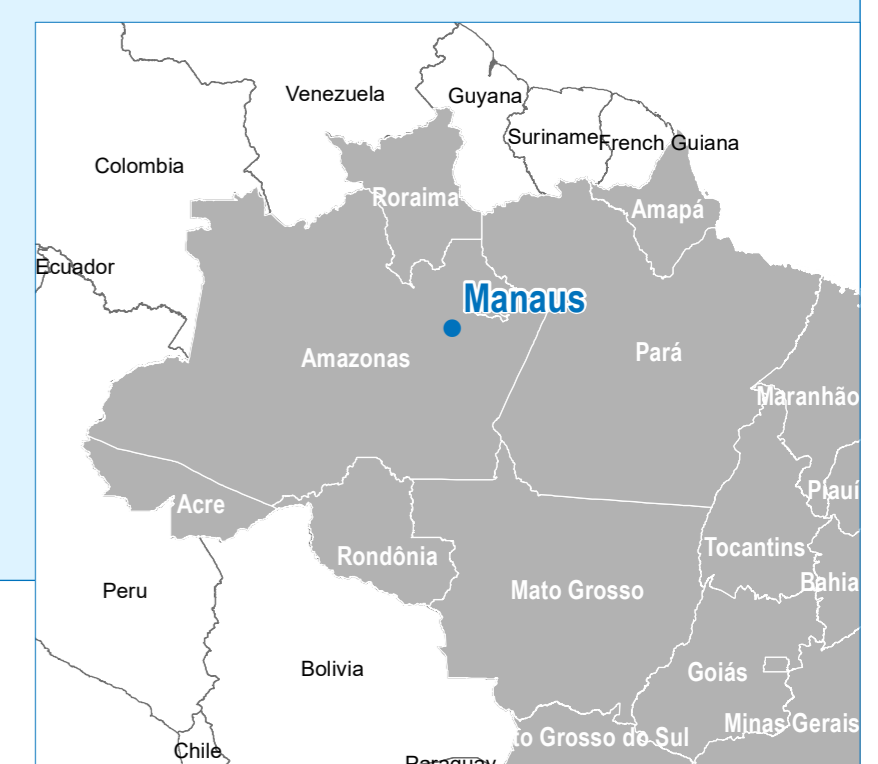 Venezuela
Guyana
Suriname
French Guiana
Colombia
Roraima
Amapá
Ecuador
Manaus
Amazonas
Pará
Maranhão
Acre
Piauí
Rondônia
Tocantins
Peru
Mato Grosso
Bahia
Bolivia
Goiás
Minas Gerais
to Grosso do Sul
Chile
Paraguay